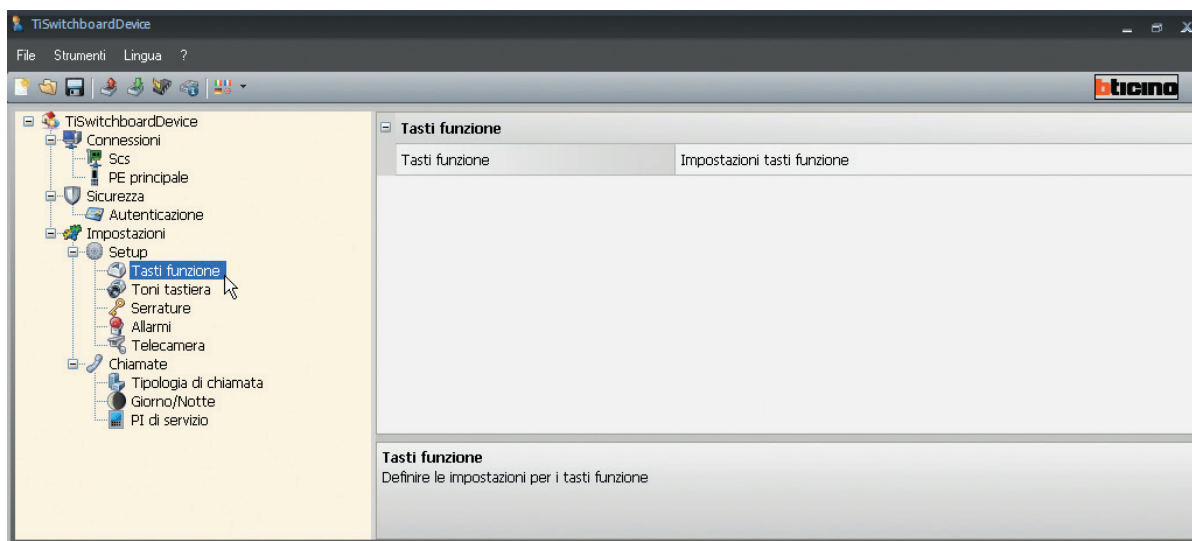 TiSwitchboardDevice
File Strumenti Lingua ?
bticino
TiSwitchboardDevice
Connessioni
Scs
PE principale
Sicurezza
Autenticazione
Impostazioni
Setup
Tasti funzione
Toni tastiera
Serrature
Allarmi
Telecamera
Chiamate
Tipologia di chiamata
Giorno/Notte
PI di servizio
Tasti funzione
Tasti funzione Impostazioni tasti funzione
Tasti funzione
Definire le impostazioni per i tasti funzione